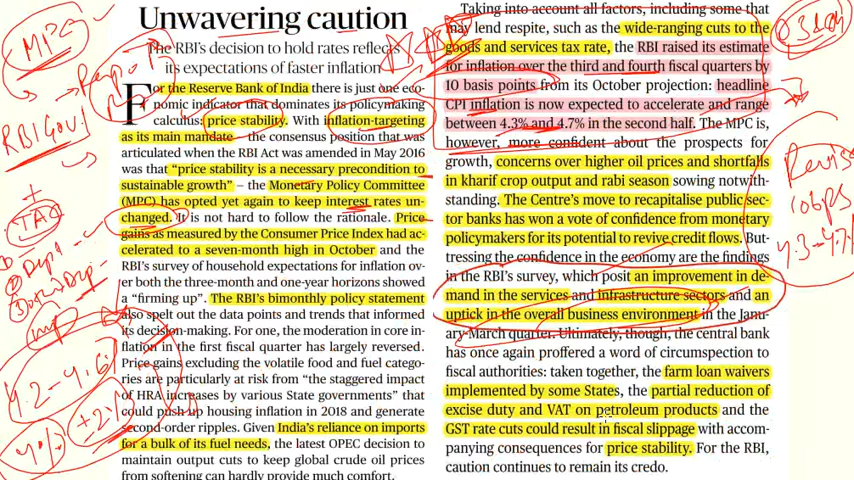 Unwavering caution
The RBI's decision to hold rates reflects
its expectations of faster inflation
For the Reserve Bank of India there is just one eco-
nomic indicator that dominates its policymaking
calculus: price stability. With inflation-targeting
as its main mandate – the consensus position that was
articulated when the RBI Act was amended in May 2016
was that “price stability is a necessary precondition to
sustainable growth” – the Monetary Policy Committee
(MPC) has opted yet again to keep interest rates un-
changed. It is not hard to follow the rationale. Price
gains as measured by the Consumer Price Index had ac-
celerated to a seven-month high in October and the
RBI's survey of household expectations for inflation ov-
er both the three-month and one-year horizons showed
a “firming up”. The RBI's bimonthly policy statement
also spelt out the data points and trends that informed
its decision-making. For one, the moderation in core in-
flation in the first fiscal quarter has largely reversed.
Price gains excluding the volatile food and fuel catego-
ries are particularly at risk from “the staggered impact
of HRA increases by various State governments” that
could push up housing inflation in 2018 and generate
second-order ripples. Given India's reliance on imports
for a bulk of its fuel needs, the latest OPEC decision to
maintain output cuts to keep global crude oil prices
from softening can hardly provide much comfort.
Taking into account all factors, including some that
may lend respite, such as the wide-ranging cuts to the
goods and services tax rate, the RBI raised its estimate
for inflation over the third and fourth fiscal quarters by
10 basis points from its October projection: headline
CPI inflation is now expected to accelerate and range
between 4.3% and 4.7% in the second half. The MPC is,
however, more confident about the prospects for
growth, concerns over higher oil prices and shortfalls
in kharif crop output and rabi season sowing notwith-
standing. The Centre's move to recapitalise public sec-
tor banks has won a vote of confidence from monetary
policymakers for its potential to revive credit flows. But-
tressing the confidence in the economy are the findings
in the RBI's survey, which posit an improvement in de-
mand in the services and infrastructure sectors and an
uptick in the overall business environment in the Janu-
ary-March quarter. Ultimately, though, the central bank
has once again proffered a word of circumspection to
fiscal authorities: taken together, the farm loan waivers
implemented by some States, the partial reduction of
excise duty and VAT on petroleum products and the
GST rate cuts could result in fiscal slippage with accom-
panying consequences for price stability. For the RBI,
caution continues to remain its credo.
MPC
RBI Gov.
+
4.2 - 4.6
4%
+2%
Revise
10bps
4.3-4.7%